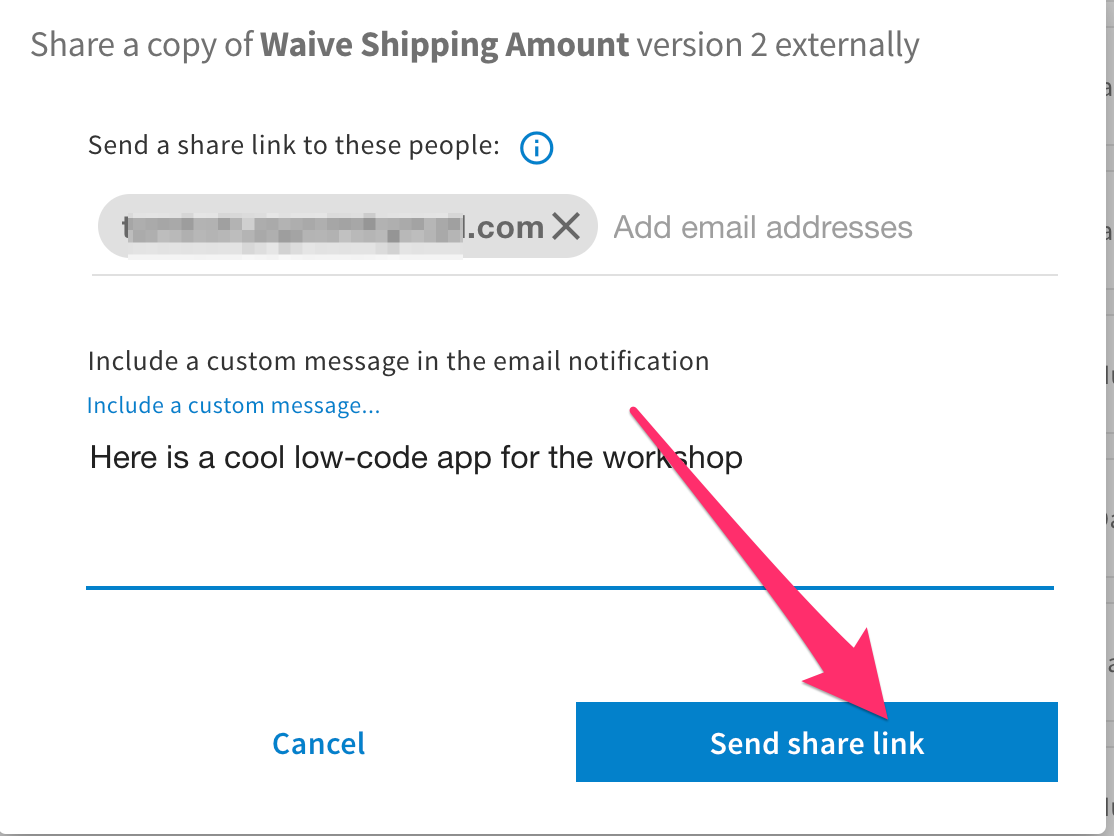 Share a copy of Waive Shipping Amount version 2 externally
Send a share link to these people:
.com Add email addresses
Include a custom message in the email notification
Include a custom message...
Here is a cool low-code app for the workshop
Cancel
Send share link